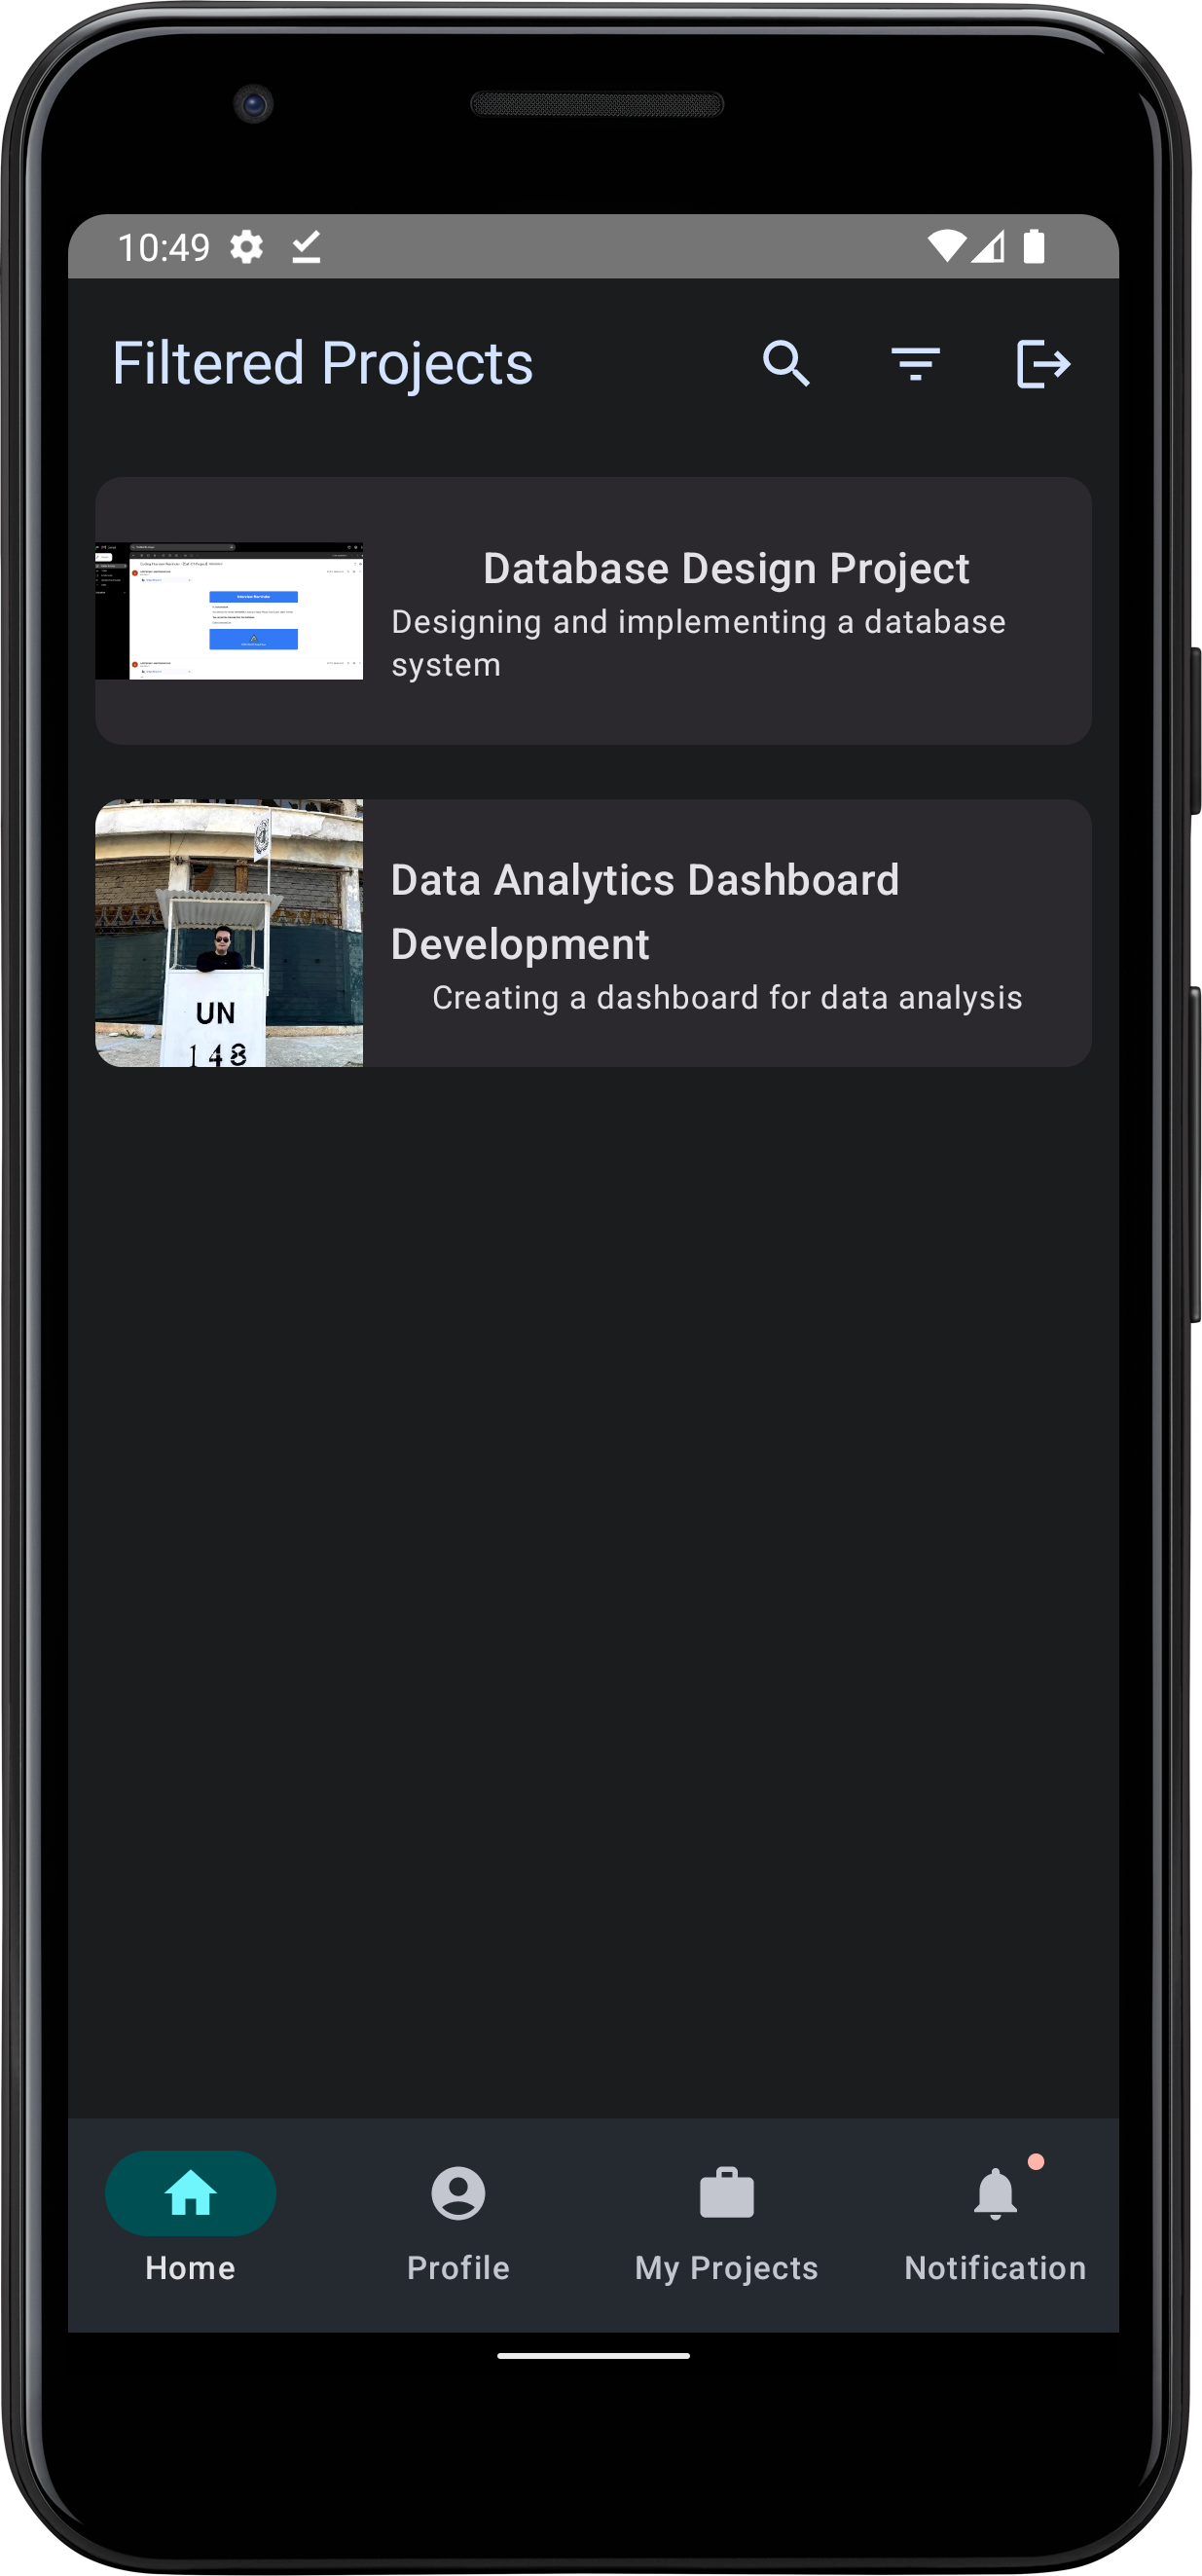 10:49
Filtered Projects
Database Design Project
Designing and implementing a database
system
Data Analytics Dashboard
Development
Creating a dashboard for data analysis
UN
148
Home
Profile
My Projects
Notification